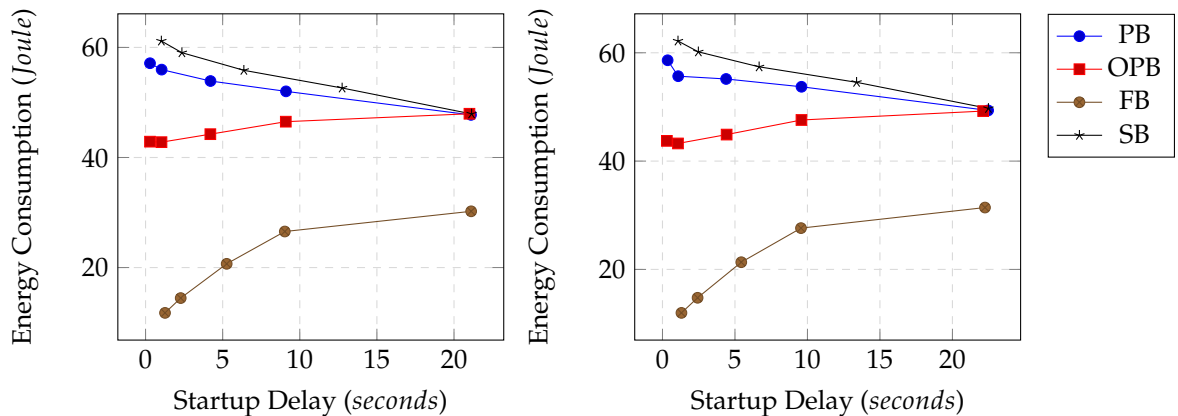 60
40
20
0 5 10 15 20
Energy Consumption (Joule)
Startup Delay (seconds)
60
40
20
0 5 10 15 20
Energy Consumption (Joule)
Startup Delay (seconds)
PB
OPB
FB
SB